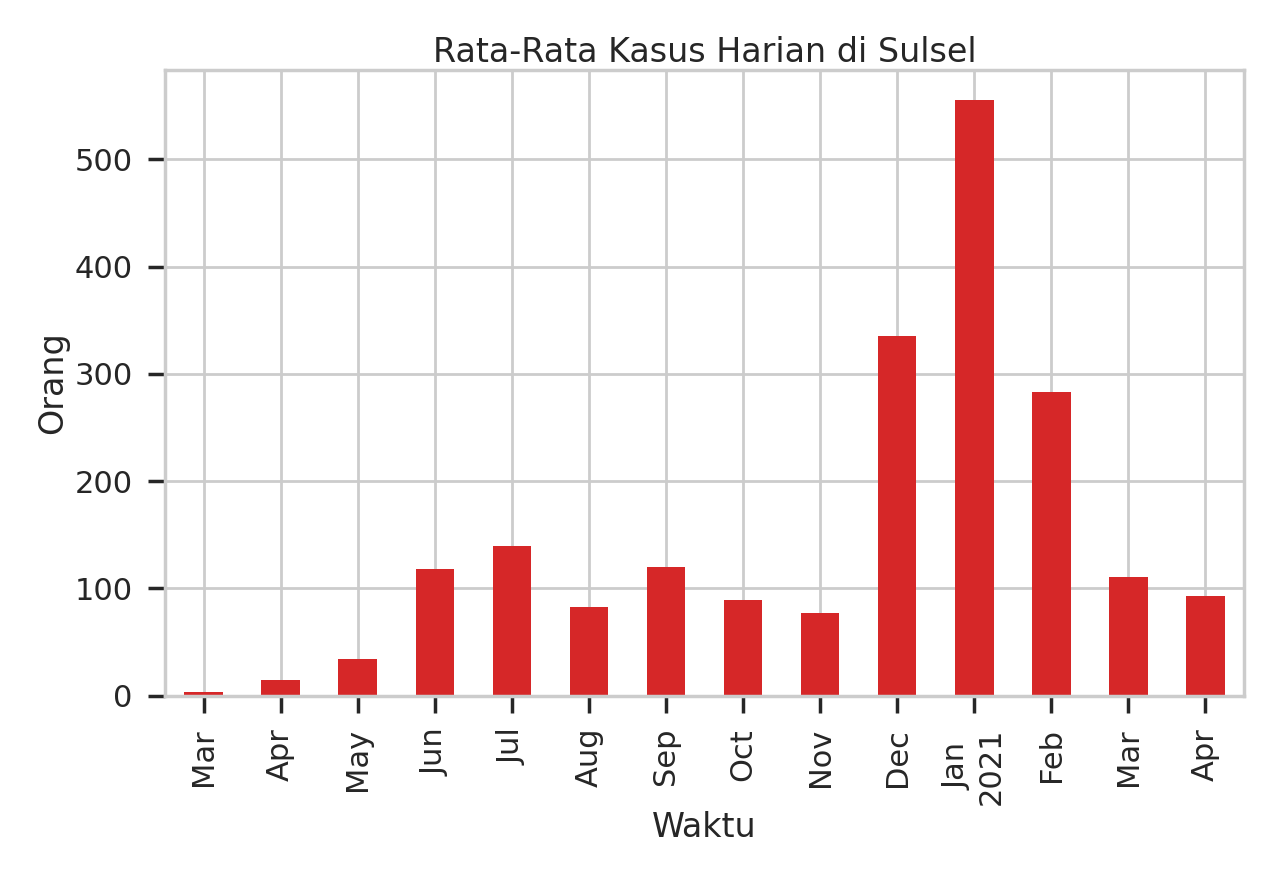 Rata-Rata Kasus Harian di Sulsel
Orang
500
400
300
200
100
0
Mar
Apr
May
Jun
Jul
Aug
Sep
Oct
Nov
Dec
Jan
2021
Feb
Mar
Apr
Waktu